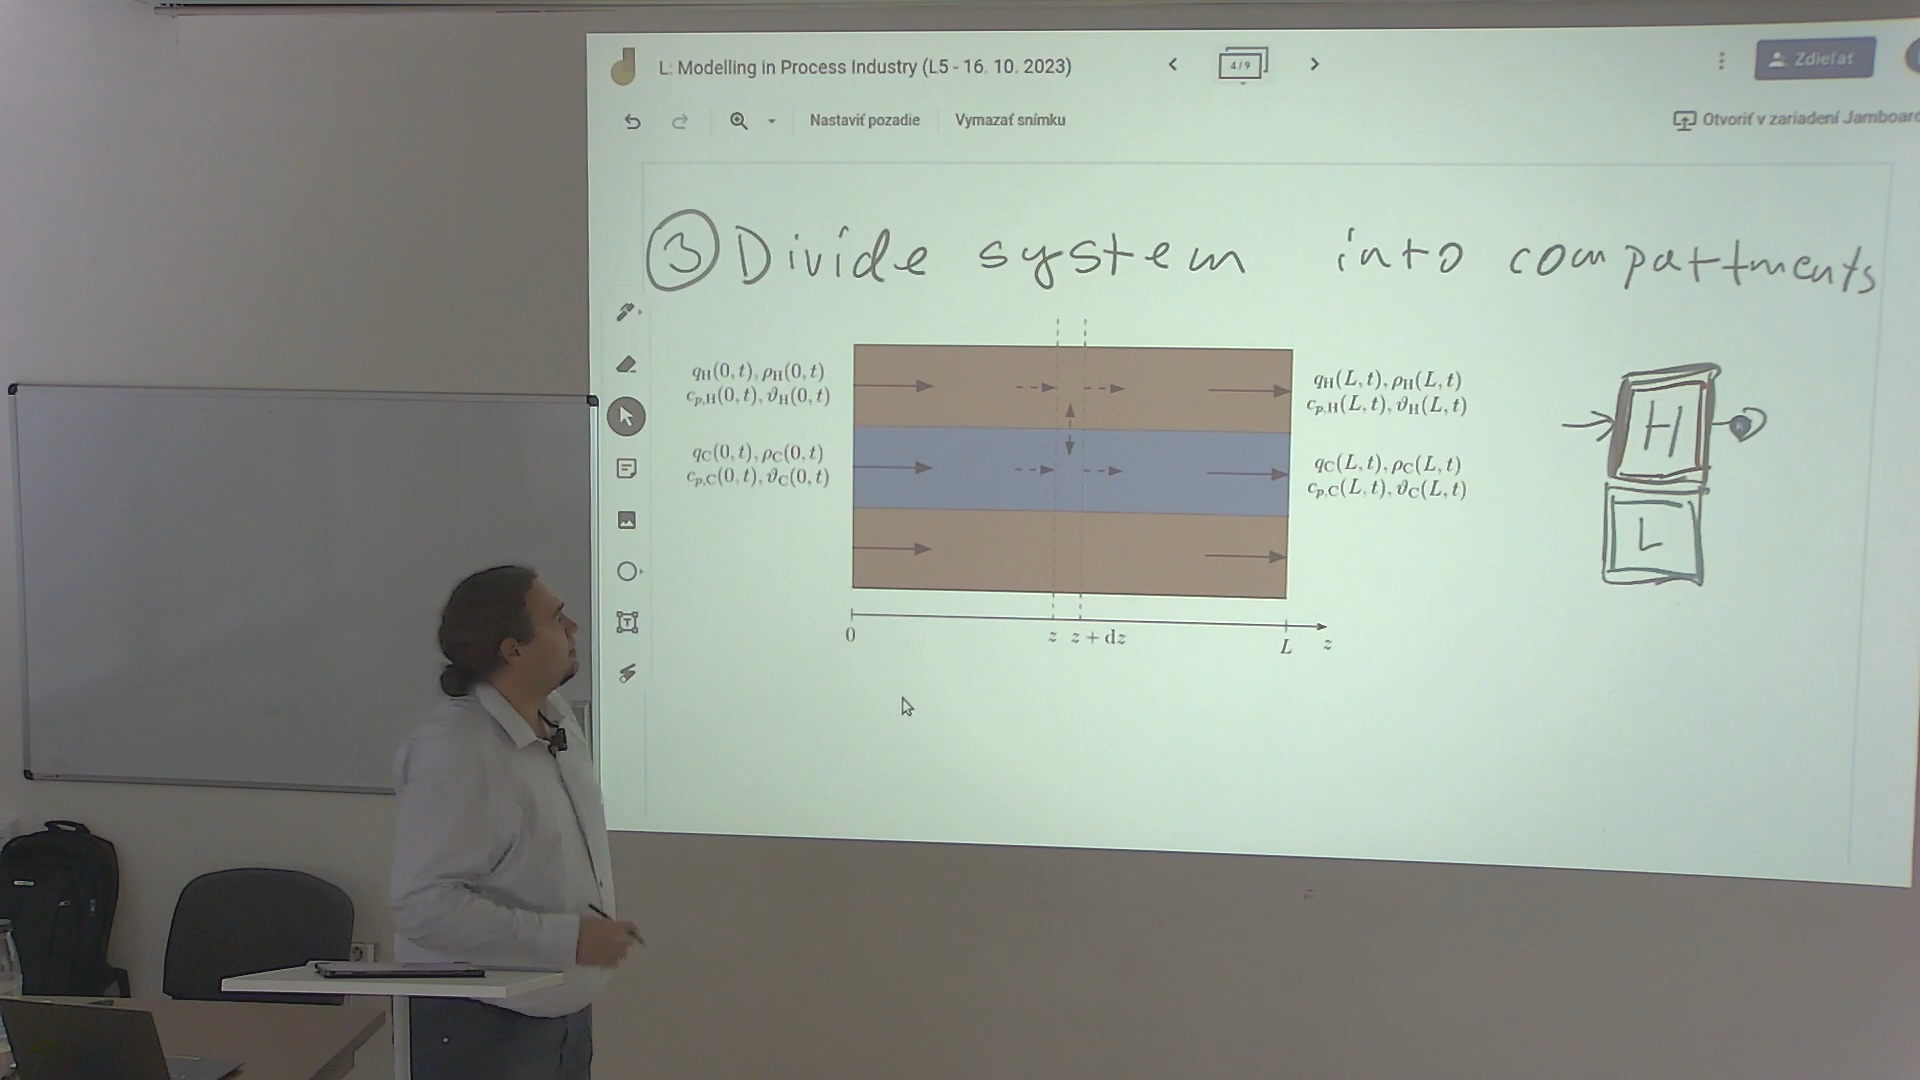 L: Modelling in Process Industry (L5 - 16. 10. 2023)
4/9
Zdieľať
Nastaviť pozadie
Vymazať snímku
Otvoriť v zariadení Jamboard
3 Divide system into compattments
qH(0, t), ρH(0, t)
cp,H(0, t), ϑH(0, t)
qC(0, t), ρC(0, t)
cp,C(0, t), ϑC(0, t)
qH(L, t), ρH(L, t)
cp,H(L, t), ϑH(L, t)
qC(L, t), ρC(L, t)
cp,C(L, t), ϑC(L, t)
H
L
0 z z + dz L z